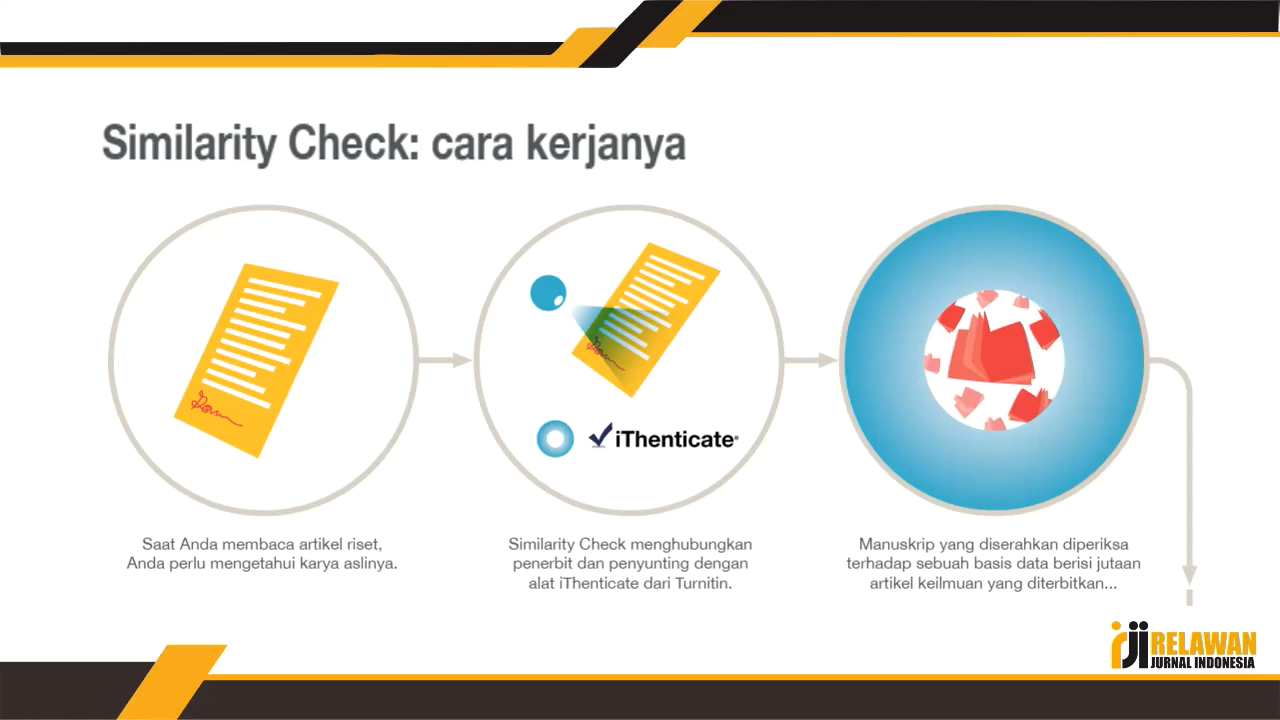 Similarity Check: cara kerjanya
iThenticate®
Saat Anda membaca artikel riset,
Anda perlu mengetahui karya aslinya.
Similarity Check menghubungkan
penerbit dan penyunting dengan
alat iThenticate dari Turnitin.
Manuskrip yang diserahkan diperiksa
terhadap sebuah basis data berisi jutaan
artikel keilmuan yang diterbitkan...
RELAWAN
JURNAL INDONESIA